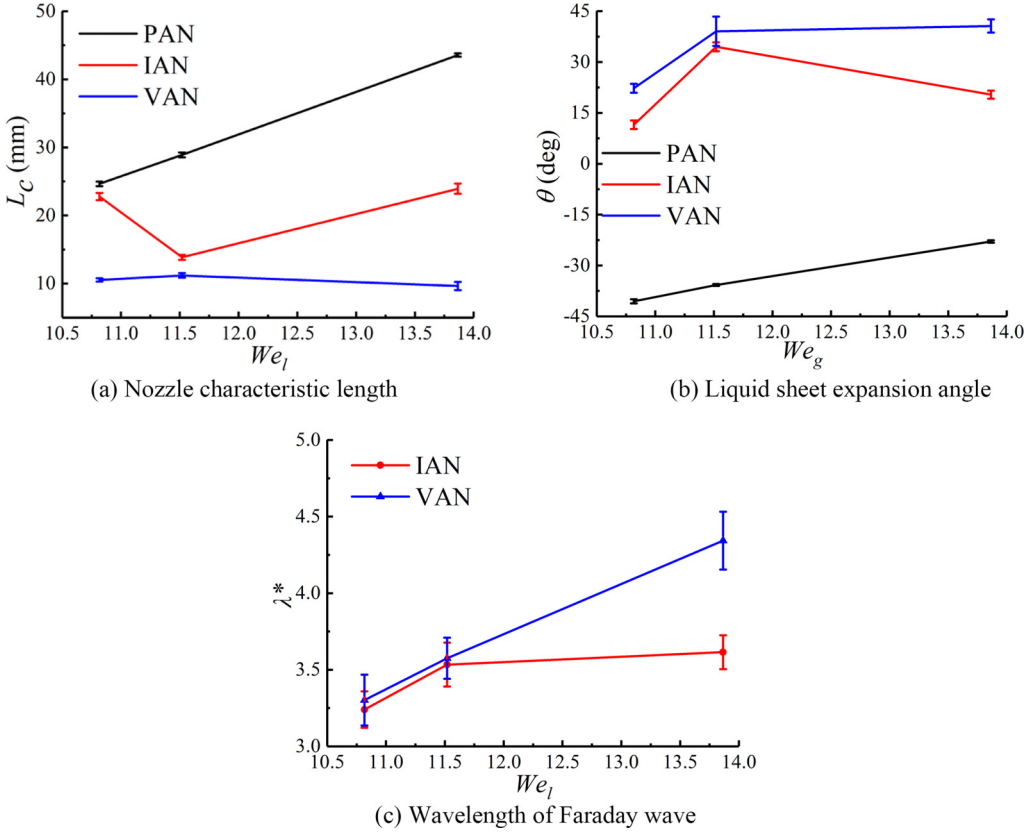 PAN
IAN
VAN
50
40
30
20
10
L_C (mm)
10.5 11.0 11.5 12.0 12.5 13.0 13.5 14.0
We_l
(a) Nozzle characteristic length
45
30
15
0
-15
-30
-45
θ (deg)
PAN
IAN
VAN
10.5 11.0 11.5 12.0 12.5 13.0 13.5 14.0
We_g
(b) Liquid sheet expansion angle
5.0
4.5
4.0
3.5
3.0
λ*
IAN
VAN
10.5 11.0 11.5 12.0 12.5 13.0 13.5 14.0
We_l
(c) Wavelength of Faraday wave